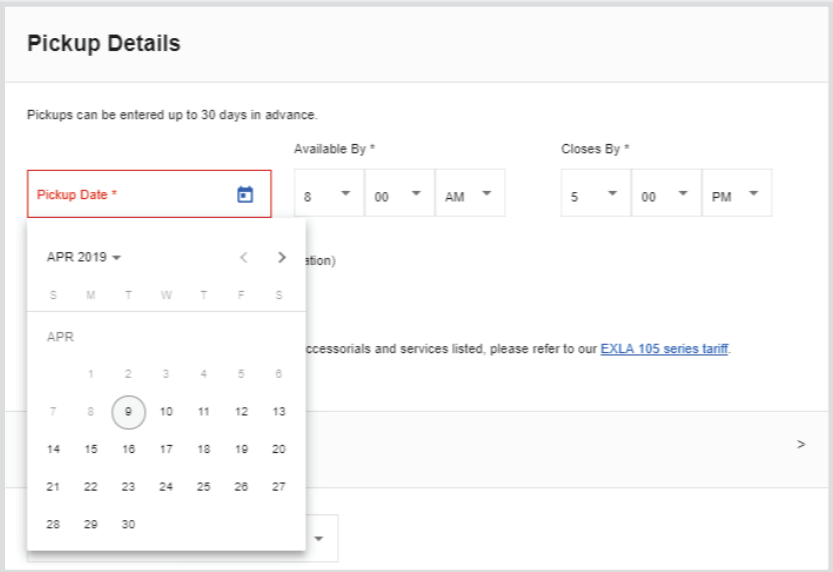 Pickup Details
Pickups can be entered up to 30 days in advance.
Available By *
Closes By *
Pickup Date *
8 00 AM
5 00 PM
APR 2019 < >
ation)
S M T W T F S
APR
ccessorials and services listed, please refer to our EXLA 105 series tariff.
1 2 3 4 5 6
7 8 9 10 11 12 13
>
14 15 16 17 18 19 20
21 22 23 24 25 26 27
28 29 30